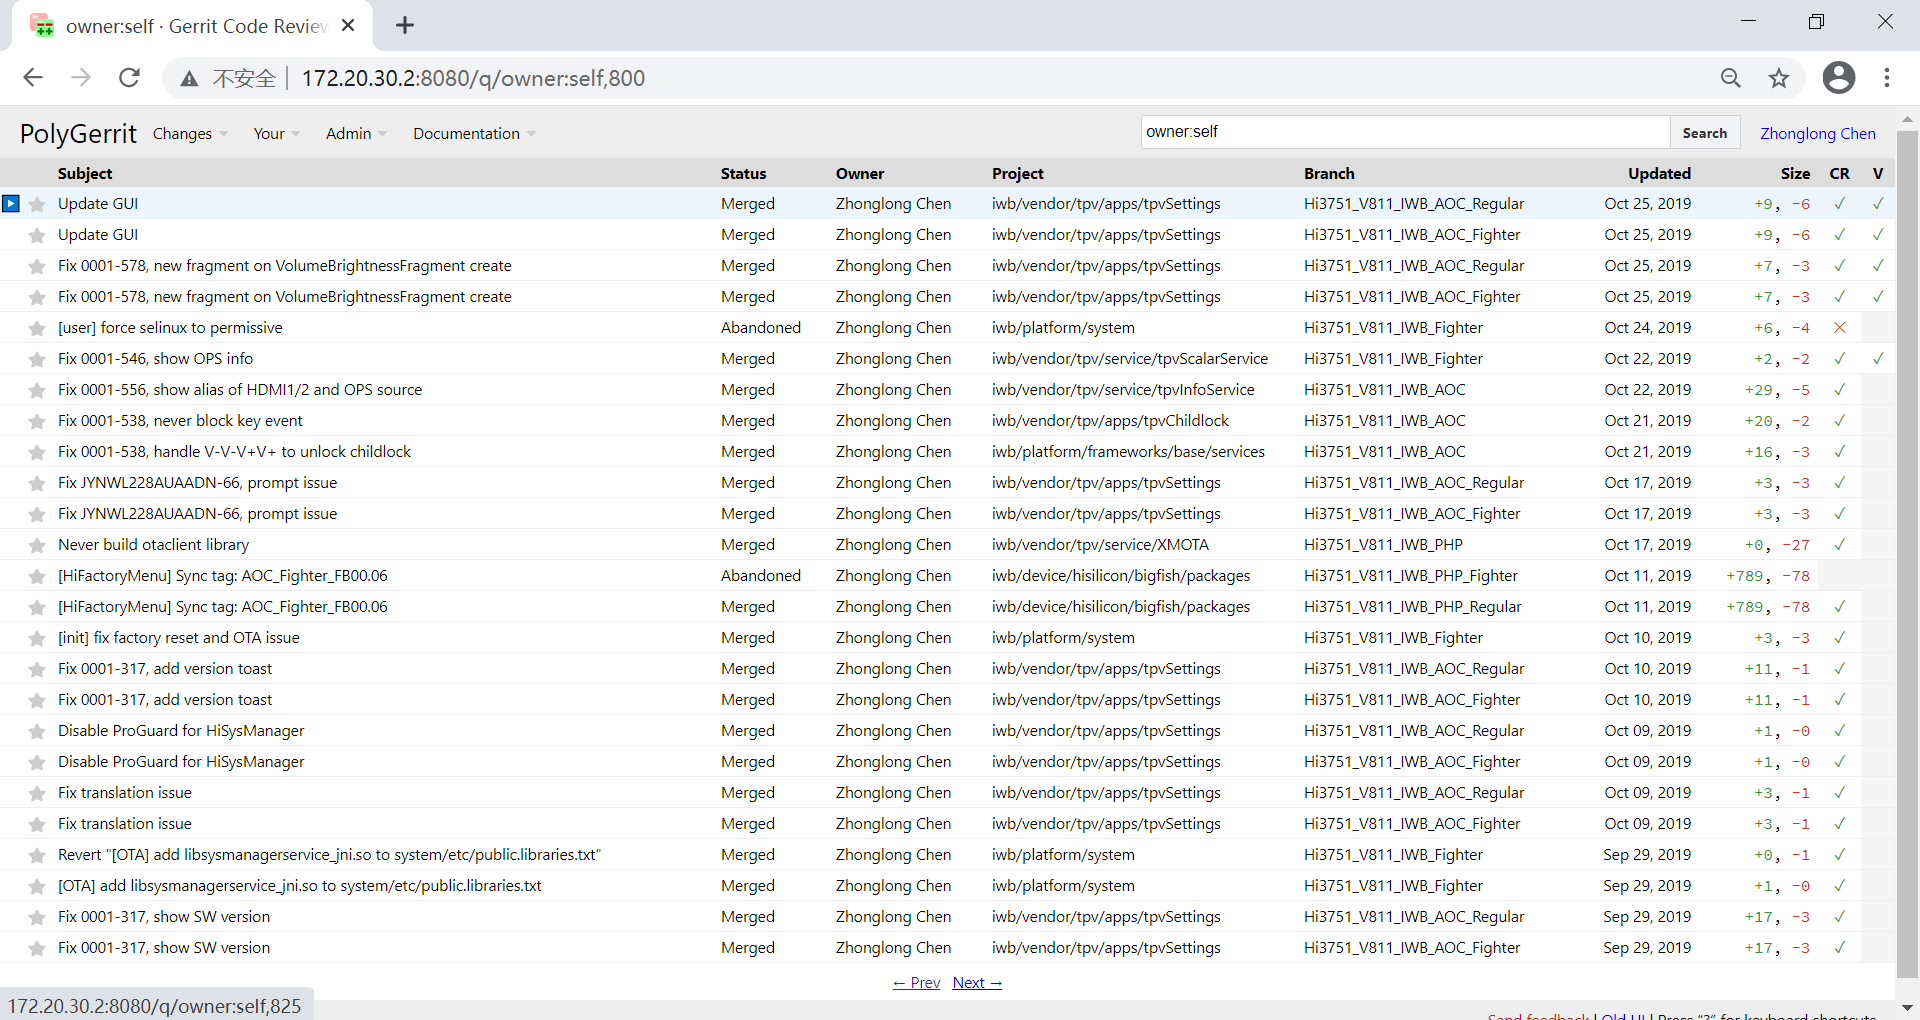 owner:self · Gerrit Code Review
不安全 172.20.30.2:8080/q/owner:self,800
PolyGerrit Changes Your Admin Documentation owner:self Search Zhonglong Chen
Subject Status Owner Project Branch Updated Size CR V
Update GUI Merged Zhonglong Chen iwb/vendor/tpv/apps/tpvSettings Hi3751_V811_IWB_AOC_Regular Oct 25, 2019 +9, -6 ✓ ✓
Update GUI Merged Zhonglong Chen iwb/vendor/tpv/apps/tpvSettings Hi3751_V811_IWB_AOC_Fighter Oct 25, 2019 +9, -6 ✓ ✓
Fix 0001-578, new fragment on VolumeBrightnessFragment create Merged Zhonglong Chen iwb/vendor/tpv/apps/tpvSettings Hi3751_V811_IWB_AOC_Regular Oct 25, 2019 +7, -3 ✓ ✓
Fix 0001-578, new fragment on VolumeBrightnessFragment create Merged Zhonglong Chen iwb/vendor/tpv/apps/tpvSettings Hi3751_V811_IWB_AOC_Fighter Oct 25, 2019 +7, -3 ✓ ✓
[user] force selinux to permissive Abandoned Zhonglong Chen iwb/platform/system Hi3751_V811_IWB_Fighter Oct 24, 2019 +6, -4 ✕
Fix 0001-546, show OPS info Merged Zhonglong Chen iwb/vendor/tpv/service/tpvScalarService Hi3751_V811_IWB_Fighter Oct 22, 2019 +2, -2 ✓ ✓
Fix 0001-556, show alias of HDMI1/2 and OPS source Merged Zhonglong Chen iwb/vendor/tpv/service/tpvInfoService Hi3751_V811_IWB_AOC Oct 22, 2019 +29, -5 ✓
Fix 0001-538, never block key event Merged Zhonglong Chen iwb/vendor/tpv/apps/tpvChildlock Hi3751_V811_IWB_AOC Oct 21, 2019 +20, -2 ✓
Fix 0001-538, handle V-V-V+V+ to unlock childlock Merged Zhonglong Chen iwb/platform/frameworks/base/services Hi3751_V811_IWB_AOC Oct 21, 2019 +16, -3 ✓
Fix JYNWL228AUAADN-66, prompt issue Merged Zhonglong Chen iwb/vendor/tpv/apps/tpvSettings Hi3751_V811_IWB_AOC_Regular Oct 17, 2019 +3, -3 ✓
Fix JYNWL228AUAADN-66, prompt issue Merged Zhonglong Chen iwb/vendor/tpv/apps/tpvSettings Hi3751_V811_IWB_AOC_Fighter Oct 17, 2019 +3, -3 ✓
Never build otaclient library Merged Zhonglong Chen iwb/vendor/tpv/service/XMOTA Hi3751_V811_IWB_PHP Oct 17, 2019 +0, -27 ✓
[HiFactoryMenu] Sync tag: AOC_Fighter_FB00.06 Abandoned Zhonglong Chen iwb/device/hisilicon/bigfish/packages Hi3751_V811_IWB_PHP_Fighter Oct 11, 2019 +789, -78
[HiFactoryMenu] Sync tag: AOC_Fighter_FB00.06 Merged Zhonglong Chen iwb/device/hisilicon/bigfish/packages Hi3751_V811_IWB_PHP_Regular Oct 11, 2019 +789, -78 ✓
[init] fix factory reset and OTA issue Merged Zhonglong Chen iwb/platform/system Hi3751_V811_IWB_Fighter Oct 10, 2019 +3, -3 ✓
Fix 0001-317, add version toast Merged Zhonglong Chen iwb/vendor/tpv/apps/tpvSettings Hi3751_V811_IWB_AOC_Regular Oct 10, 2019 +11, -1 ✓
Fix 0001-317, add version toast Merged Zhonglong Chen iwb/vendor/tpv/apps/tpvSettings Hi3751_V811_IWB_AOC_Fighter Oct 10, 2019 +11, -1 ✓
Disable ProGuard for HiSysManager Merged Zhonglong Chen iwb/vendor/tpv/apps/tpvSettings Hi3751_V811_IWB_AOC_Regular Oct 09, 2019 +1, -0 ✓
Disable ProGuard for HiSysManager Merged Zhonglong Chen iwb/vendor/tpv/apps/tpvSettings Hi3751_V811_IWB_AOC_Fighter Oct 09, 2019 +1, -0 ✓
Fix translation issue Merged Zhonglong Chen iwb/vendor/tpv/apps/tpvSettings Hi3751_V811_IWB_AOC_Regular Oct 09, 2019 +3, -1 ✓
Fix translation issue Merged Zhonglong Chen iwb/vendor/tpv/apps/tpvSettings Hi3751_V811_IWB_AOC_Fighter Oct 09, 2019 +3, -1 ✓
Revert "[OTA] add libsysmanagerservice_jni.so to system/etc/public.libraries.txt" Merged Zhonglong Chen iwb/platform/system Hi3751_V811_IWB_Fighter Sep 29, 2019 +0, -1 ✓
[OTA] add libsysmanagerservice_jni.so to system/etc/public.libraries.txt Merged Zhonglong Chen iwb/platform/system Hi3751_V811_IWB_Fighter Sep 29, 2019 +1, -0 ✓
Fix 0001-317, show SW version Merged Zhonglong Chen iwb/vendor/tpv/apps/tpvSettings Hi3751_V811_IWB_AOC_Regular Sep 29, 2019 +17, -3 ✓
Fix 0001-317, show SW version Merged Zhonglong Chen iwb/vendor/tpv/apps/tpvSettings Hi3751_V811_IWB_AOC_Fighter Sep 29, 2019 +17, -3 ✓
← Prev Next →
172.20.30.2:8080/q/owner:self,825
Send feedback | Old UI | Press “?” for keyboard shortcuts